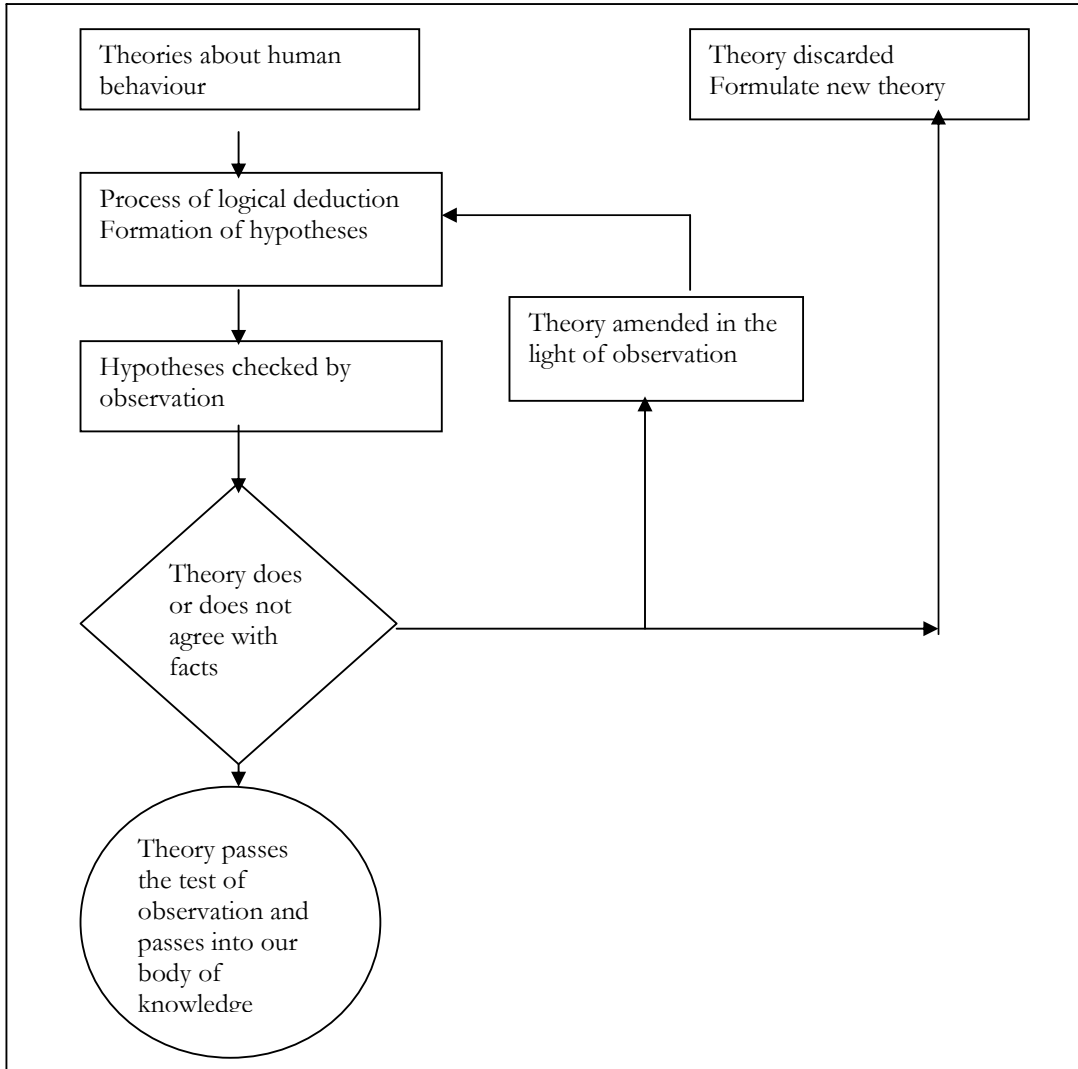 Theories about human
behaviour
Theory discarded
Formulate new theory
Process of logical deduction
Formation of hypotheses
Theory amended in the
light of observation
Hypotheses checked by
observation
Theory does
or does not
agree with
facts
Theory passes
the test of
observation and
passes into our
body of
knowledge